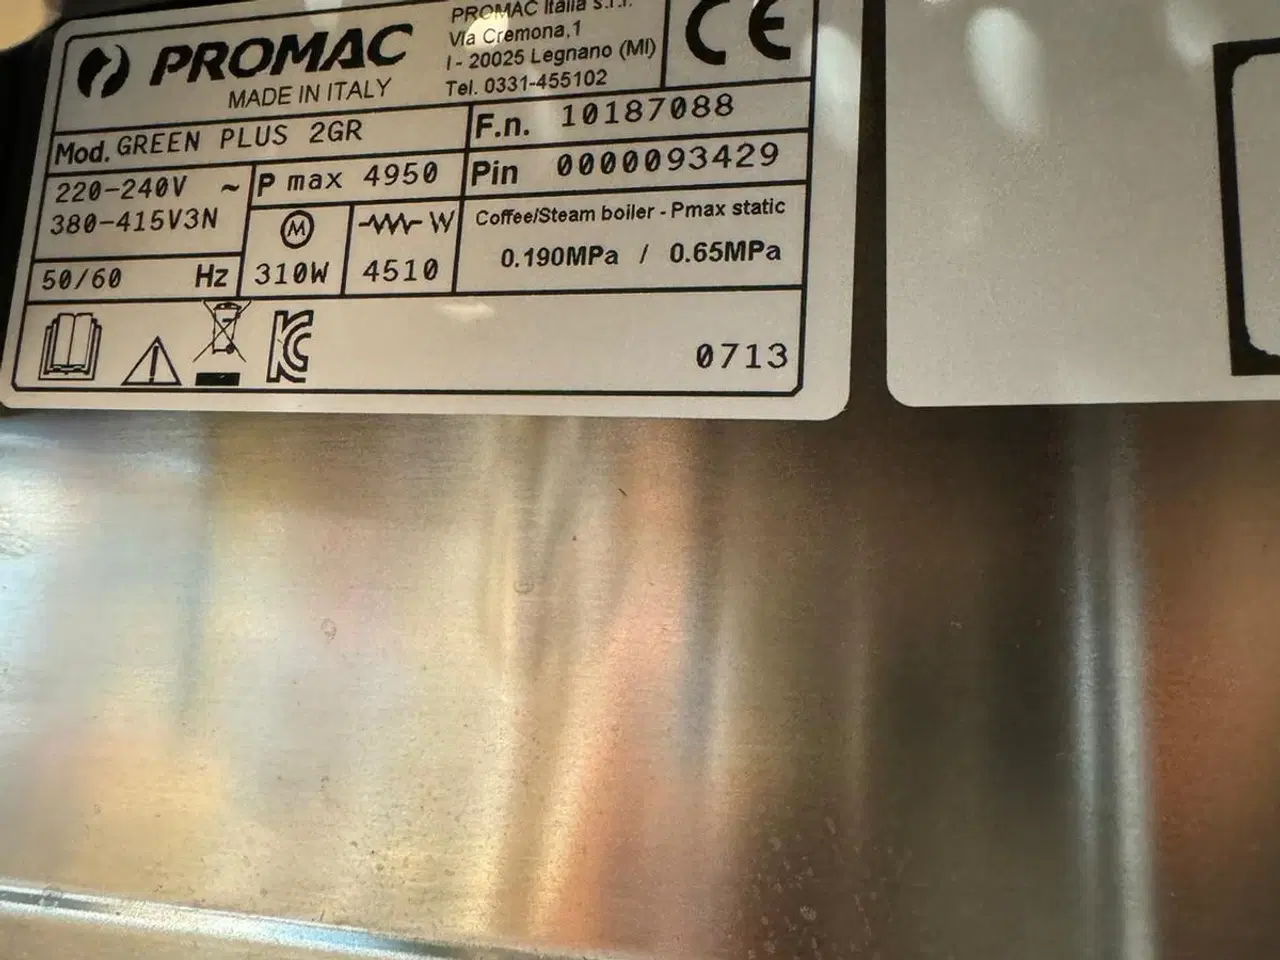 PROMAC
MADE IN ITALY
PROMAC Italia s.r.l.
Via Cremona,1
I - 20025 Legnano (MI)
Tel. 0331-455102
CE
Mod. GREEN PLUS 2GR
F.n. 10187088
220-240V ~
380-415V3N
P max 4950
Pin 0000093429
M
W
Coffee/Steam boiler - Pmax static
50/60 Hz
310W
4510
0.190MPa / 0.65MPa
KC
0713